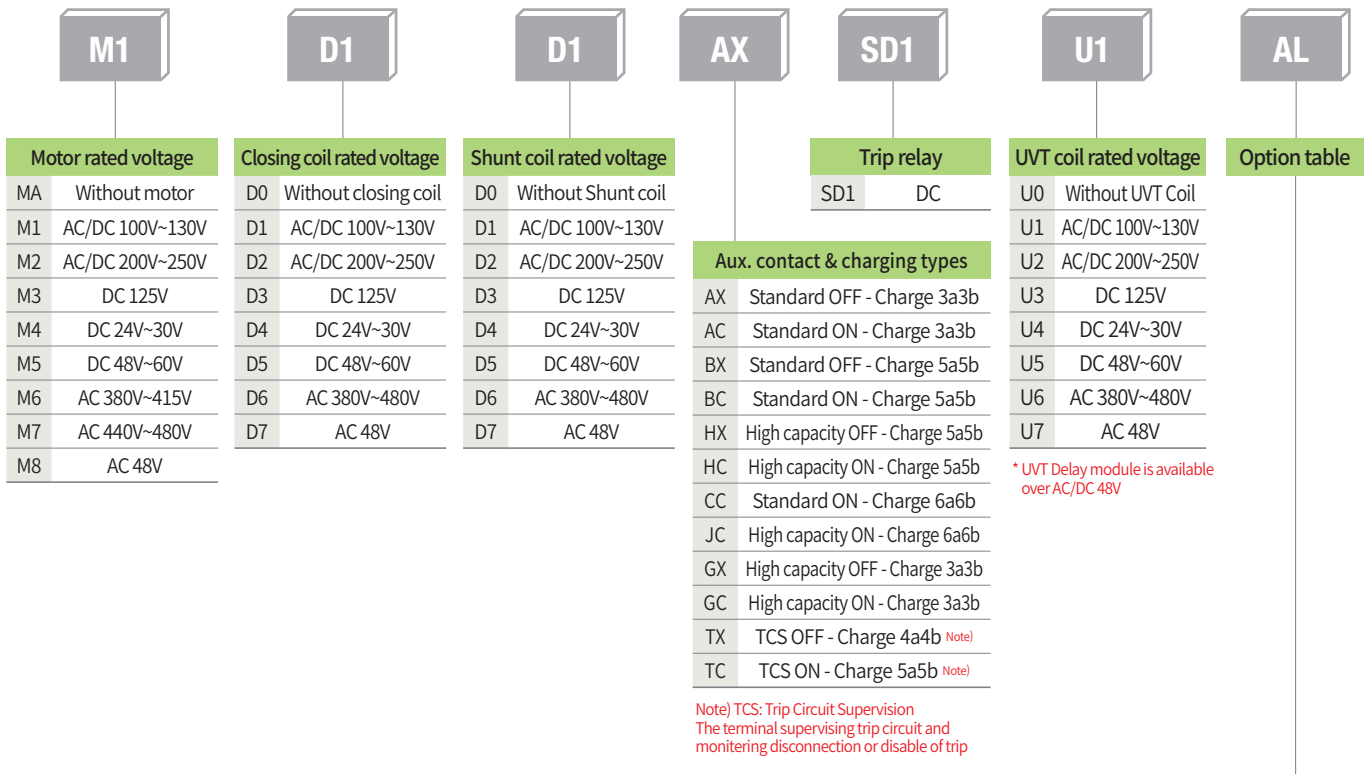 M1
D1
D1
AX
SD1
U1
AL
Motor rated voltage
MA Without motor
M1 AC/DC 100V~130V
M2 AC/DC 200V~250V
M3 DC 125V
M4 DC 24V~30V
M5 DC 48V~60V
M6 AC 380V~415V
M7 AC 440V~480V
M8 AC 48V
Closing coil rated voltage
D0 Without closing coil
D1 AC/DC 100V~130V
D2 AC/DC 200V~250V
D3 DC 125V
D4 DC 24V~30V
D5 DC 48V~60V
D6 AC 380V~480V
D7 AC 48V
Shunt coil rated voltage
D0 Without Shunt coil
D1 AC/DC 100V~130V
D2 AC/DC 200V~250V
D3 DC 125V
D4 DC 24V~30V
D5 DC 48V~60V
D6 AC 380V~480V
D7 AC 48V
Trip relay
SD1 DC
Aux. contact & charging types
AX Standard OFF - Charge 3a3b
AC Standard ON - Charge 3a3b
BX Standard OFF - Charge 5a5b
BC Standard ON - Charge 5a5b
HX High capacity OFF - Charge 5a5b
HC High capacity ON - Charge 5a5b
CC Standard ON - Charge 6a6b
JC High capacity ON - Charge 6a6b
GX High capacity OFF - Charge 3a3b
GC High capacity ON - Charge 3a3b
TX TCS OFF - Charge 4a4b Note)
TC TCS ON - Charge 5a5b Note)
Note) TCS: Trip Circuit Supervision
The terminal supervising trip circuit and
monitering disconnection or disable of trip
UVT coil rated voltage
U0 Without UVT Coil
U1 AC/DC 100V~130V
U2 AC/DC 200V~250V
U3 DC 125V
U4 DC 24V~30V
U5 DC 48V~60V
U6 AC 380V~480V
U7 AC 48V
* UVT Delay module is available
over AC/DC 48V
Option table